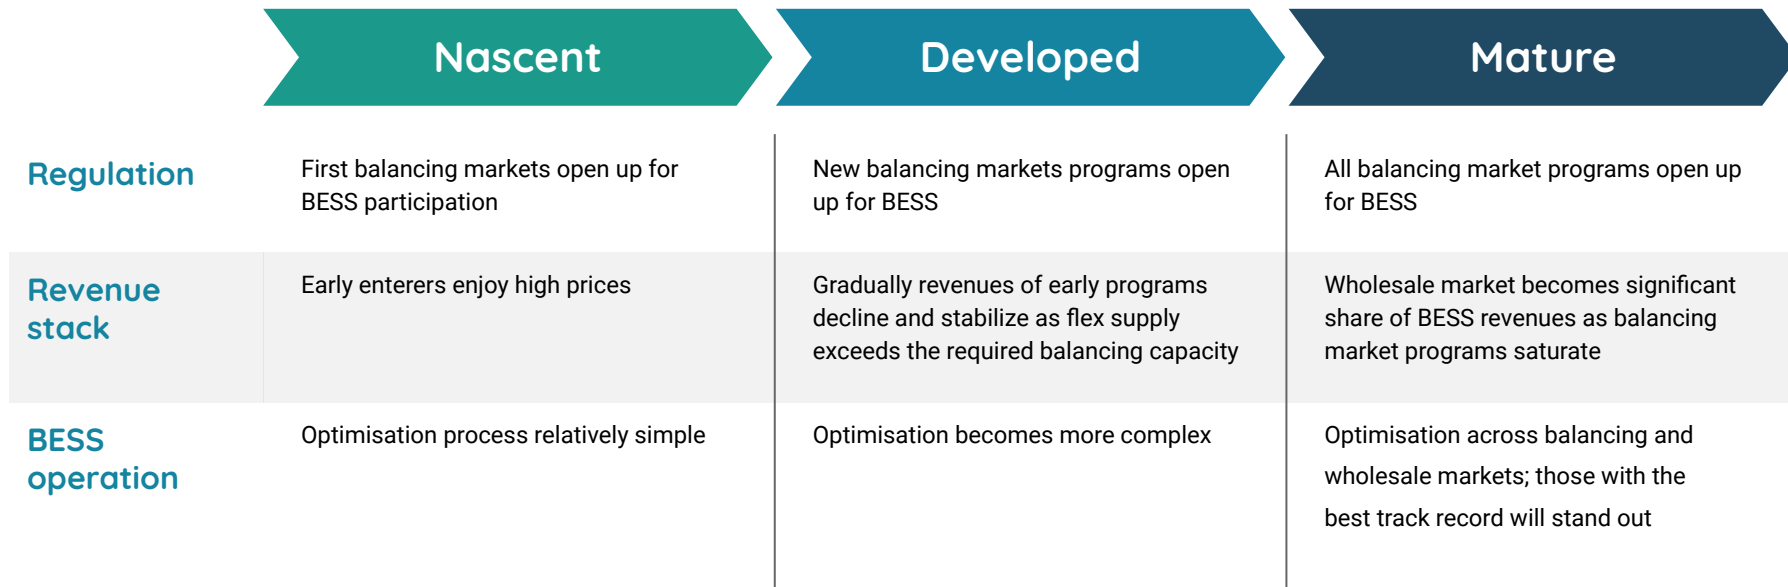 Nascent
Developed
Mature
Regulation
First balancing markets open up for
BESS participation
New balancing markets programs open
up for BESS
All balancing market programs open up
for BESS
Revenue
stack
Early enterers enjoy high prices
Gradually revenues of early programs
decline and stabilize as flex supply
exceeds the required balancing capacity
Wholesale market becomes significant
share of BESS revenues as balancing
market programs saturate
BESS
operation
Optimisation process relatively simple
Optimisation becomes more complex
Optimisation across balancing and
wholesale markets; those with the
best track record will stand out